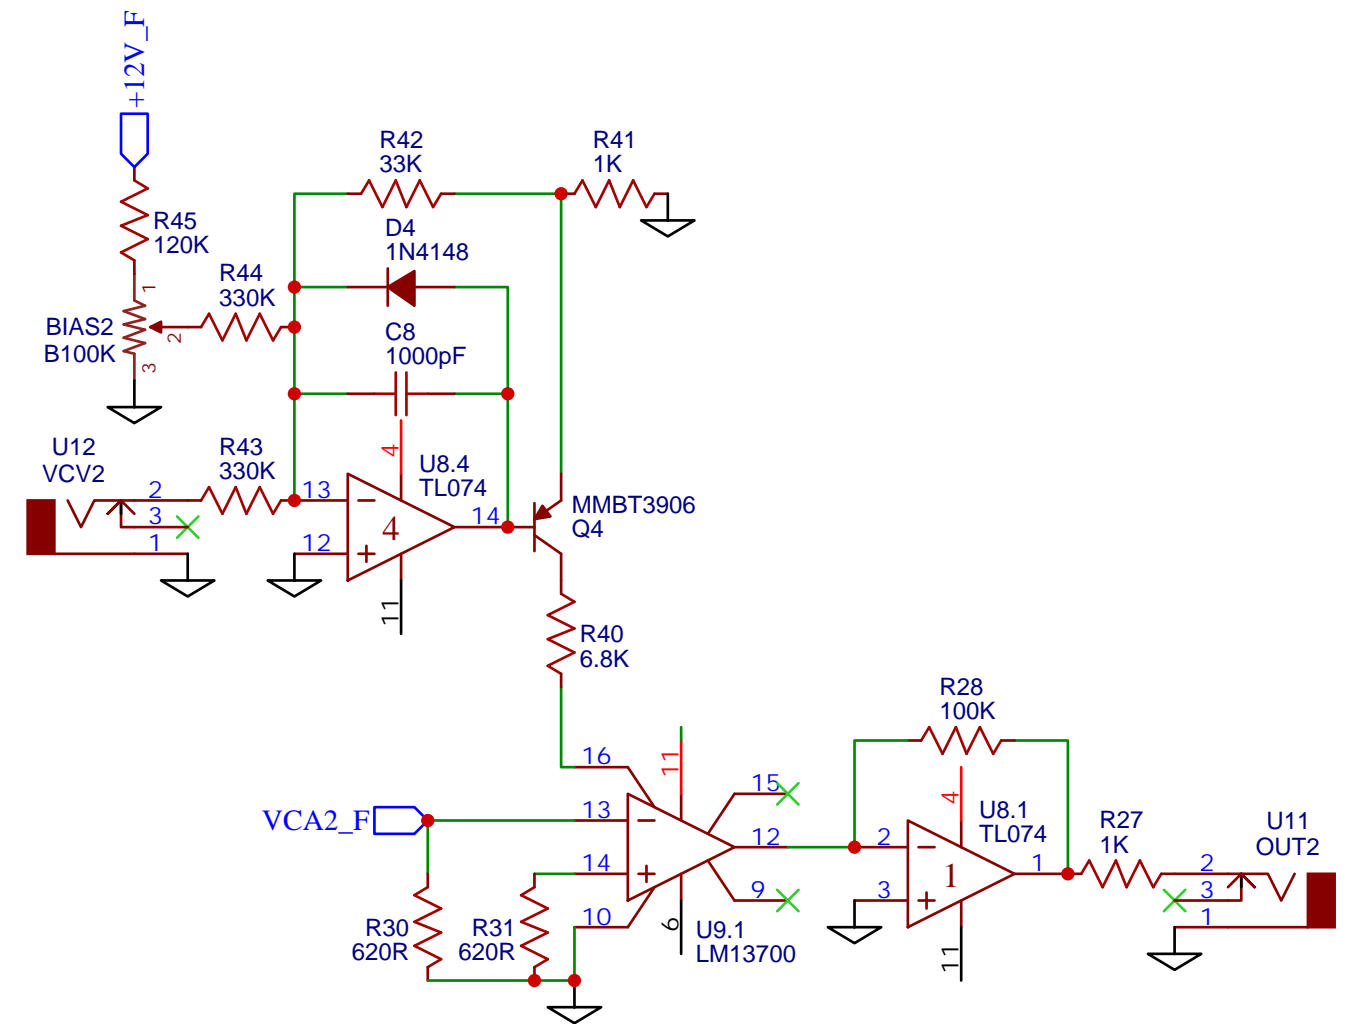 +12V_F
R42
33K
R41
1K
R45
120K
D4
1N4148
R44
330K
1
BIAS2
B100K
2
3
C8
1000pF
U12
VCV2
R43
330K
4
U8.4
TL074
2
3
1
13
12
4
14
11
MMBT3906
Q4
R40
6.8K
R28
100K
16
11
15
VCA2_F
13
14
10
12
9
6
R30
620R
R31
620R
U9.1
LM13700
4
U8.1
TL074
2
3
1
1
11
R27
1K
U11
OUT2
2
3
1